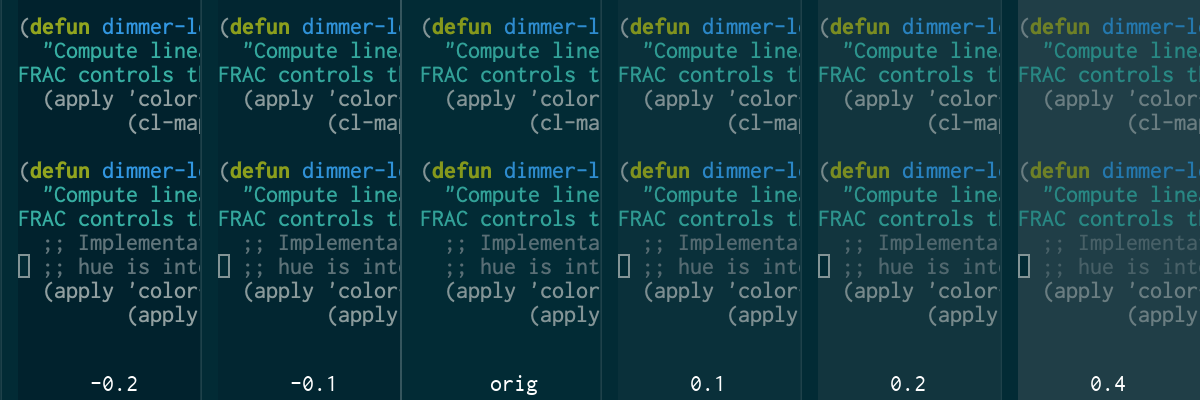 (defun dimmer-l
"Compute line
FRAC controls t
(apply 'color
(cl-ma
(defun dimmer-l
"Compute line
FRAC controls t
;; Implementa
;; hue is int
(apply 'color
(apply
-0.2
(defun dimmer-l
"Compute line
FRAC controls t
(apply 'color
(cl-ma
(defun dimmer-l
"Compute line
FRAC controls t
;; Implementa
;; hue is int
(apply 'color
(apply
-0.1
(defun dimmer-l
"Compute line
FRAC controls t
(apply 'color
(cl-ma
(defun dimmer-l
"Compute line
FRAC controls t
;; Implementa
;; hue is int
(apply 'color
(apply
orig
(defun dimmer-l
"Compute line
FRAC controls t
(apply 'color
(cl-ma
(defun dimmer-l
"Compute line
FRAC controls t
;; Implementa
;; hue is int
(apply 'color
(apply
0.1
(defun dimmer-l
"Compute line
FRAC controls t
(apply 'color
(cl-ma
(defun dimmer-l
"Compute line
FRAC controls t
;; Implementa
;; hue is int
(apply 'color
(apply
0.2
(defun dimmer-l
"Compute line
FRAC controls t
(apply 'color
(cl-ma
(defun dimmer-l
"Compute line
FRAC controls t
;; Implementa
;; hue is int
(apply 'color
(apply
0.4